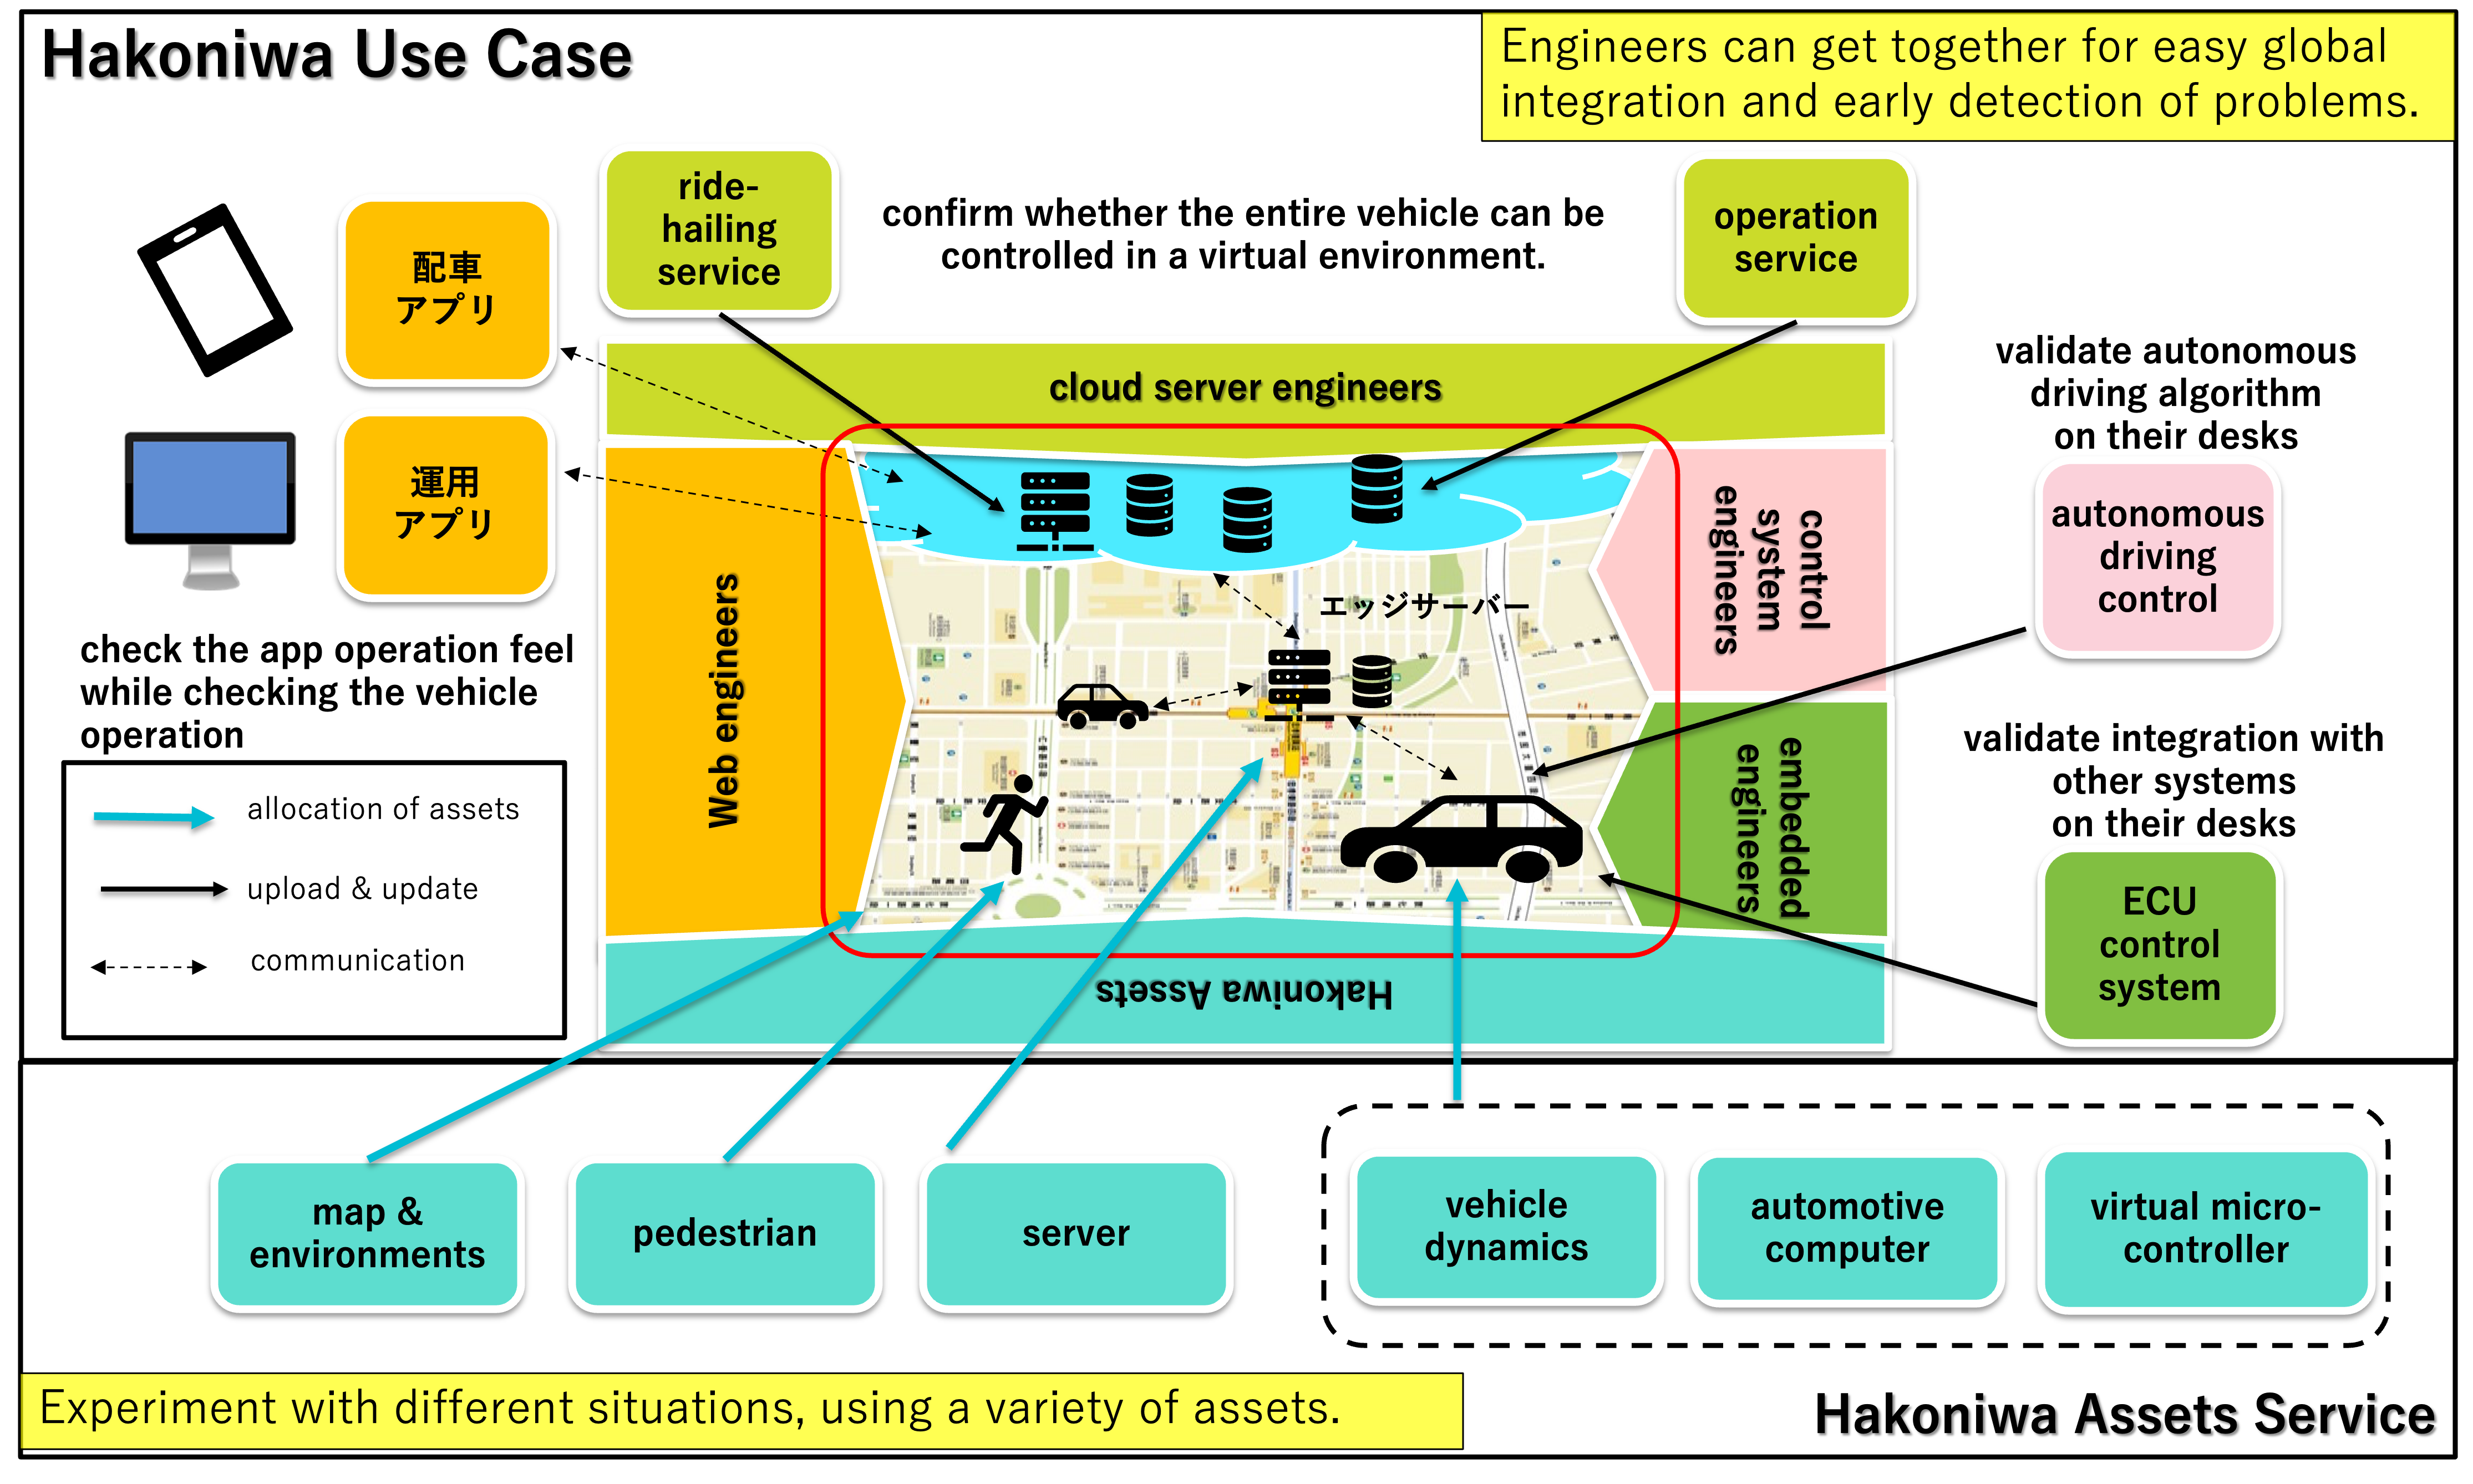 Hakoniwa Use Case
Engineers can get together for easy global
integration and early detection of problems.
ride-
hailing
service
confirm whether the entire vehicle can be
controlled in a virtual environment.
operation
service
配車
アプリ
運用
アプリ
check the app operation feel
while checking the vehicle
operation
cloud server engineers
Web engineers
control
system
engineers
embedded
engineers
Hakoniwa Assets
エッジサーバー
validate autonomous
driving algorithm
on their desks
autonomous
driving
control
validate integration with
other systems
on their desks
ECU
control
system
allocation of assets
upload & update
communication
map &
environments
pedestrian
server
vehicle
dynamics
automotive
computer
virtual micro-
controller
Experiment with different situations, using a variety of assets.
Hakoniwa Assets Service